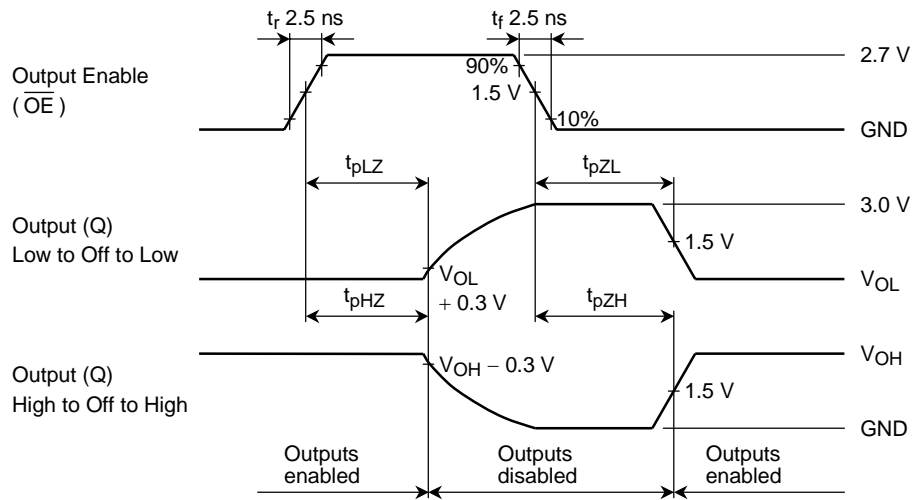 tr 2.5 ns
tf 2.5 ns
Output Enable
( OE )
90%
1.5 V
10%
2.7 V
GND
tpLZ
tpZL
Output (Q)
Low to Off to Low
3.0 V
1.5 V
VOL
+ 0.3 V
VOL
tpHZ
tpZH
Output (Q)
High to Off to High
VOH − 0.3 V
VOH
1.5 V
GND
Outputs
enabled
Outputs
disabled
Outputs
enabled